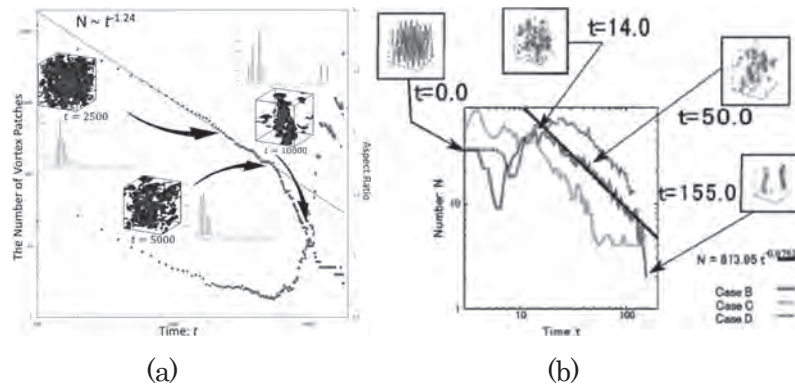 N ~ t^-1.24
The Number of Vortex Patches
t = 2500
t = 5000
t = 10000
Aspect Ratio
Time: t
(a)
t=0.0
t=14.0
t=50.0
t=155.0
Number N
10
1
10
100
Time τ
Case B
Case C
Case D
(b)